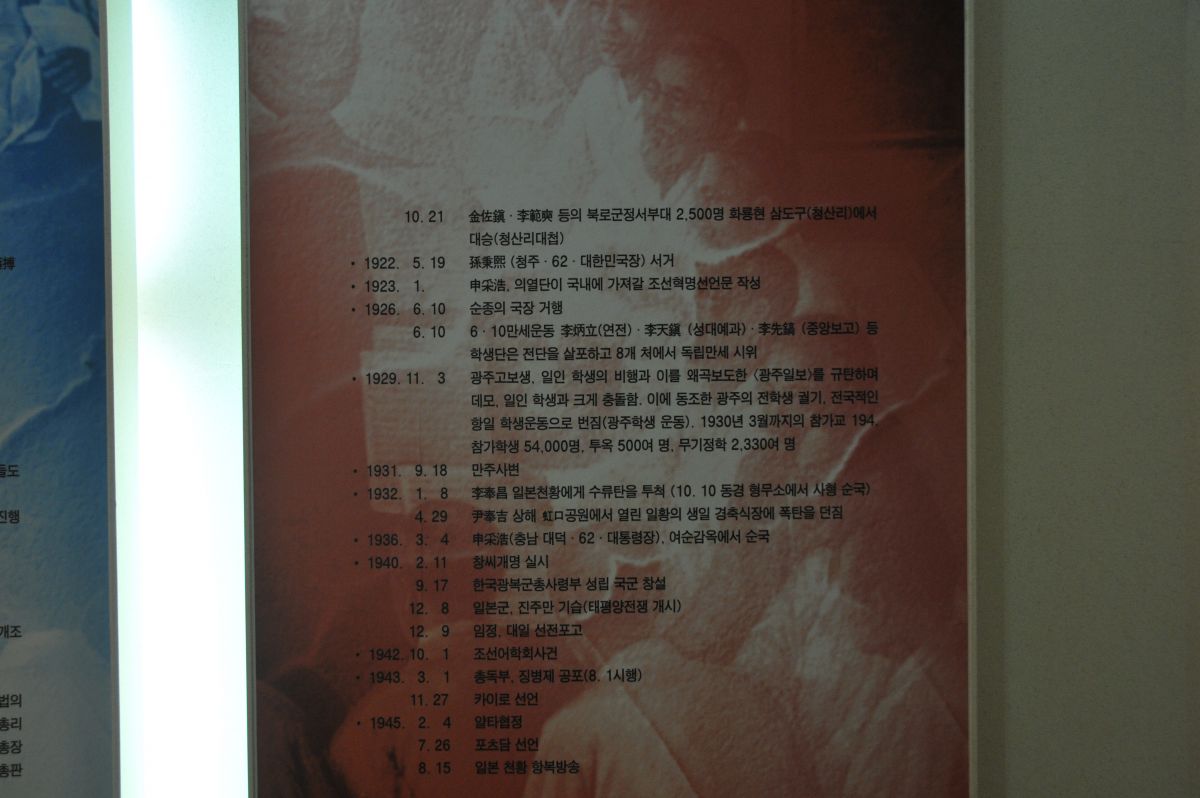 10. 21 金佐鎭 · 李範奭 등의 북로군정서부대 2,500명 화룡현 삼도구(청산리)에서
대승(청산리대첩)
• 1922. 5. 19 孫秉熙 (청주 · 62 · 대한민국장) 서거
• 1923. 1. 申采浩, 의열단이 국내에 가져갈 조선혁명선언문 작성
• 1926. 6. 10 순종의 국장 거행
6. 10 6 · 10만세운동 李炳立(연전) · 李天鎭 (성대예과) · 李先鎬 (중앙보고) 등
학생단은 전단을 살포하고 8개 처에서 독립만세 시위
• 1929. 11. 3 광주고보생, 일인 학생의 비행과 이를 왜곡보도한 〈광주일보〉를 규탄하며
데모, 일인 학생과 크게 충돌함. 이에 동조한 광주의 전학생 궐기, 전국적인
항일 학생운동으로 번짐(광주학생 운동). 1930년 3월까지의 참가교 194,
참가학생 54,000명, 투옥 500여 명, 무기정학 2,330여 명
• 1931. 9. 18 만주사변
• 1932. 1. 8 李奉昌 일본천황에게 수류탄을 투척 (10. 10 동경 형무소에서 사형 순국)
4. 29 尹奉吉 상해 虹口공원에서 열린 일황의 생일 경축식장에 폭탄을 던짐
• 1936. 3. 4 申采浩(충남 대덕 · 62 · 대통령장), 여순감옥에서 순국
• 1940. 2. 11 창씨개명 실시
9. 17 한국광복군총사령부 성립 국군 창설
12. 8 일본군, 진주만 기습(태평양전쟁 개시)
12. 9 임정, 대일 선전포고
• 1942. 10. 1 조선어학회사건
• 1943. 3. 1 총독부, 징병제 공포(8. 1시행)
11. 27 카이로 선언
• 1945. 2. 4 얄타협정
7. 26 포츠담 선언
8. 15 일본 천황 항복방송
들도
진행
개조
법의
총리
총장
총판